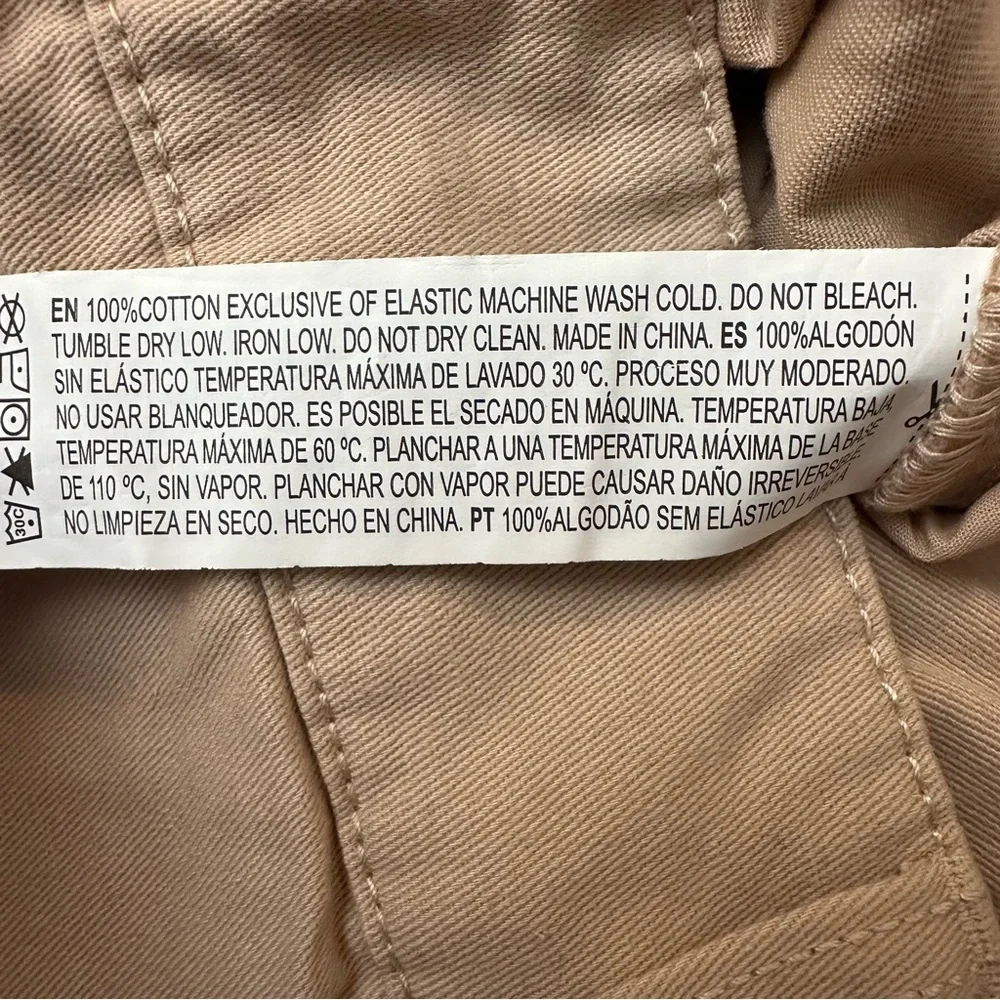 EN 100%COTTON EXCLUSIVE OF ELASTIC MACHINE WASH COLD. DO NOT BLEACH.
TUMBLE DRY LOW. IRON LOW. DO NOT DRY CLEAN. MADE IN CHINA. ES 100%ALGODÓN
SIN ELÁSTICO TEMPERATURA MÁXIMA DE LAVADO 30 ºC. PROCESO MUY MODERADO.
NO USAR BLANQUEADOR. ES POSIBLE EL SECADO EN MÁQUINA. TEMPERATURA BAJA,
TEMPERATURA MÁXIMA DE 60 ºC. PLANCHAR A UNA TEMPERATURA MÁXIMA DE LA BASE
DE 110 ºC, SIN VAPOR. PLANCHAR CON VAPOR PUEDE CAUSAR DAÑO IRREVERSIBLE.
NO LIMPIEZA EN SECO. HECHO EN CHINA. PT 100%ALGODÃO SEM ELÁSTICO LAVAR A
30C